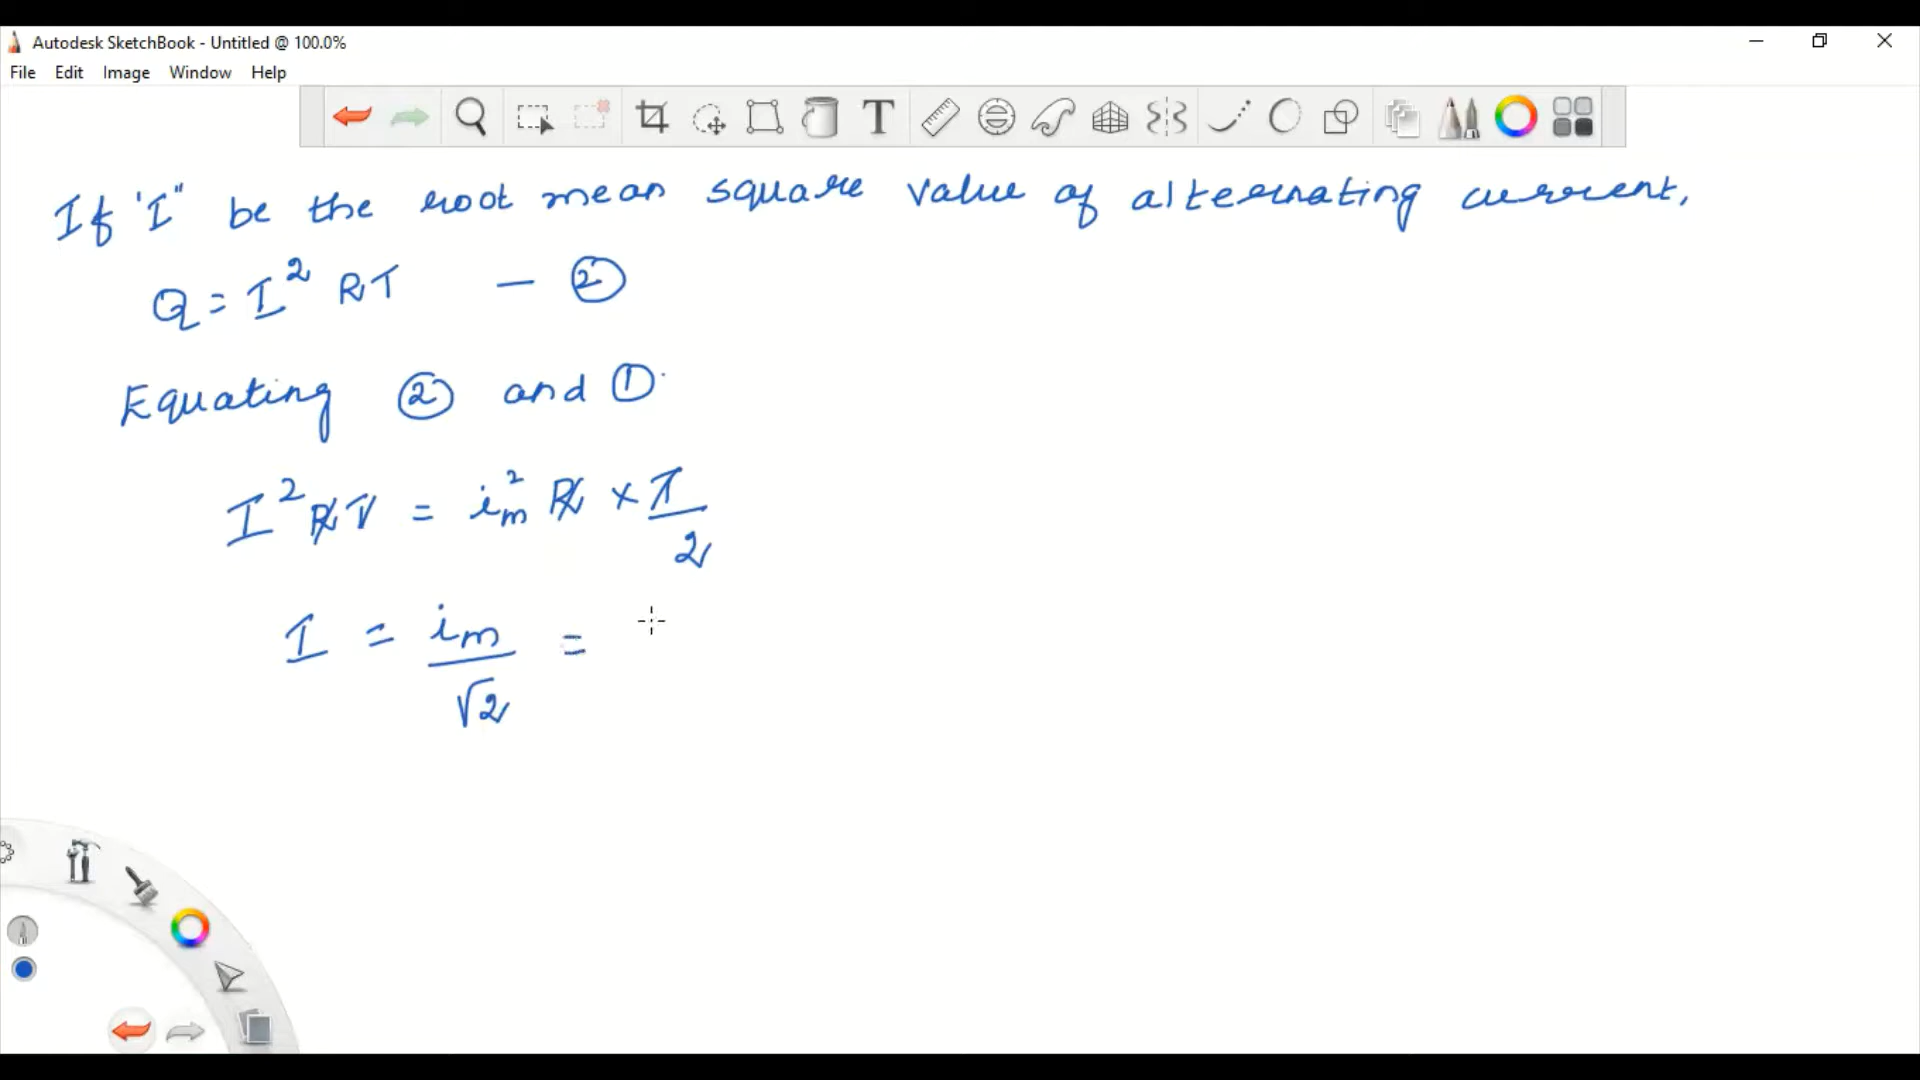 Autodesk SketchBook - Untitled @ 100.0%
File Edit Image Window Help
T
If 'I" be the root mean square value of alternating current.
Q = I² RT — ②
Equating ② and ①
I² RT = i²m R × T/2
I = im/√2 =